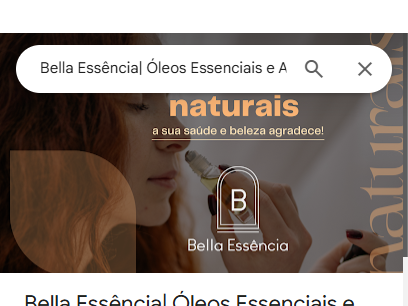 Bella Essência| Óleos Essenciais e A
naturais
a sua saúde e beleza agradece!
naturais
B
Bella Essência
Bella Essência| Óleos Essenciais e